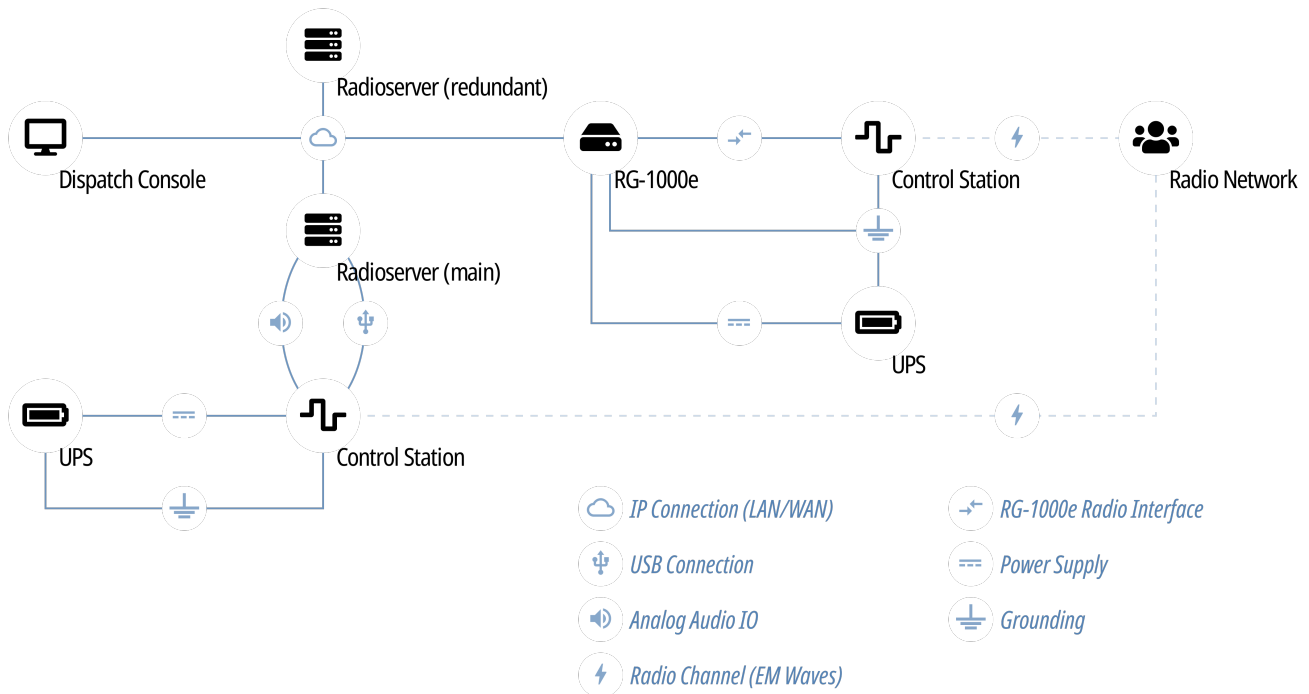 Radioserver (redundant)
Dispatch Console
RG-1000e
Control Station
Radio Network
Radioserver (main)
UPS
UPS
Control Station
IP Connection (LAN/WAN)
RG-1000e Radio Interface
USB Connection
Power Supply
Analog Audio IO
Grounding
Radio Channel (EM Waves)